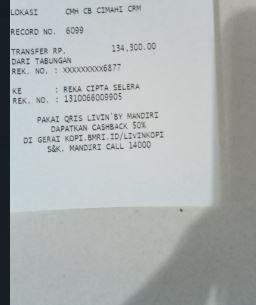 LOKASI CMH CB CIMAHI CRM
RECORD NO. 6099
TRANSFER RP. 134,300.00
DARI TABUNGAN
REK. NO. : XXXXXXXXX6877
KE : REKA CIPTA SELERA
REK. NO. : 1310066009905
PAKAI QRIS LIVIN'BY MANDIRI
DAPATKAN CASHBACK 50%
DI GERAI KOPI.BMRI.ID/LIVINKOPI
S&K. MANDIRI CALL 14000